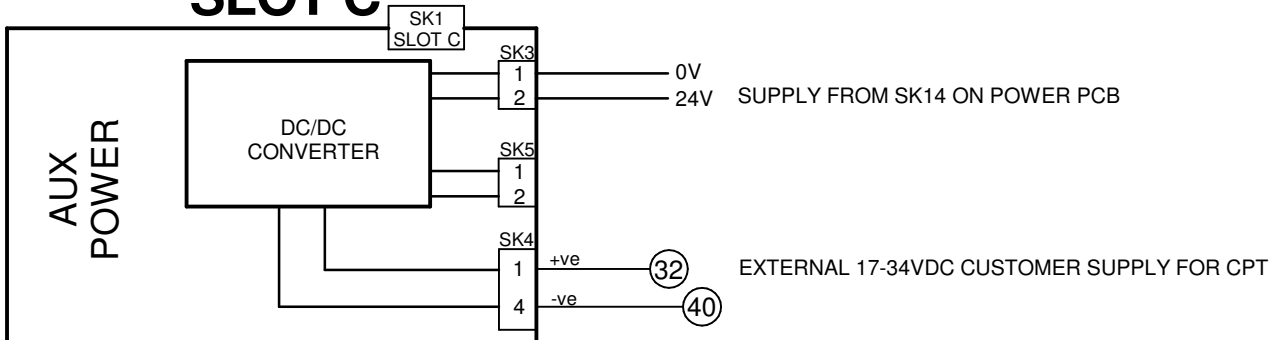 SLOT C
SK1
SLOT C
SK3
1
0V
2
24V
SUPPLY FROM SK14 ON POWER PCB
DC/DC
CONVERTER
SK5
1
2
AUX
POWER
SK4
1
+ve
32
EXTERNAL 17-34VDC CUSTOMER SUPPLY FOR CPT
4
-ve
40